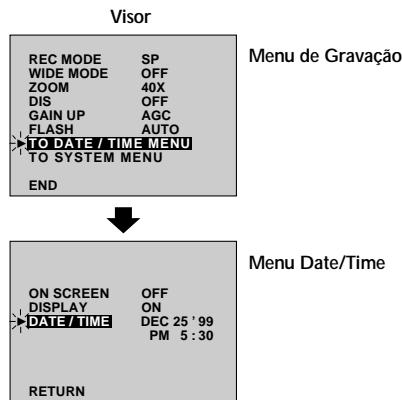 Visor
Menu de Gravação
REC MODE SP
WIDE MODE OFF
ZOOM 40X
DIS OFF
GAIN UP AGC
FLASH AUTO
TO DATE / TIME MENU
TO SYSTEM MENU
END
Menu Date/Time
ON SCREEN OFF
DISPLAY ON
DATE / TIME DEC 25 ' 99
PM 5 : 30
RETURN